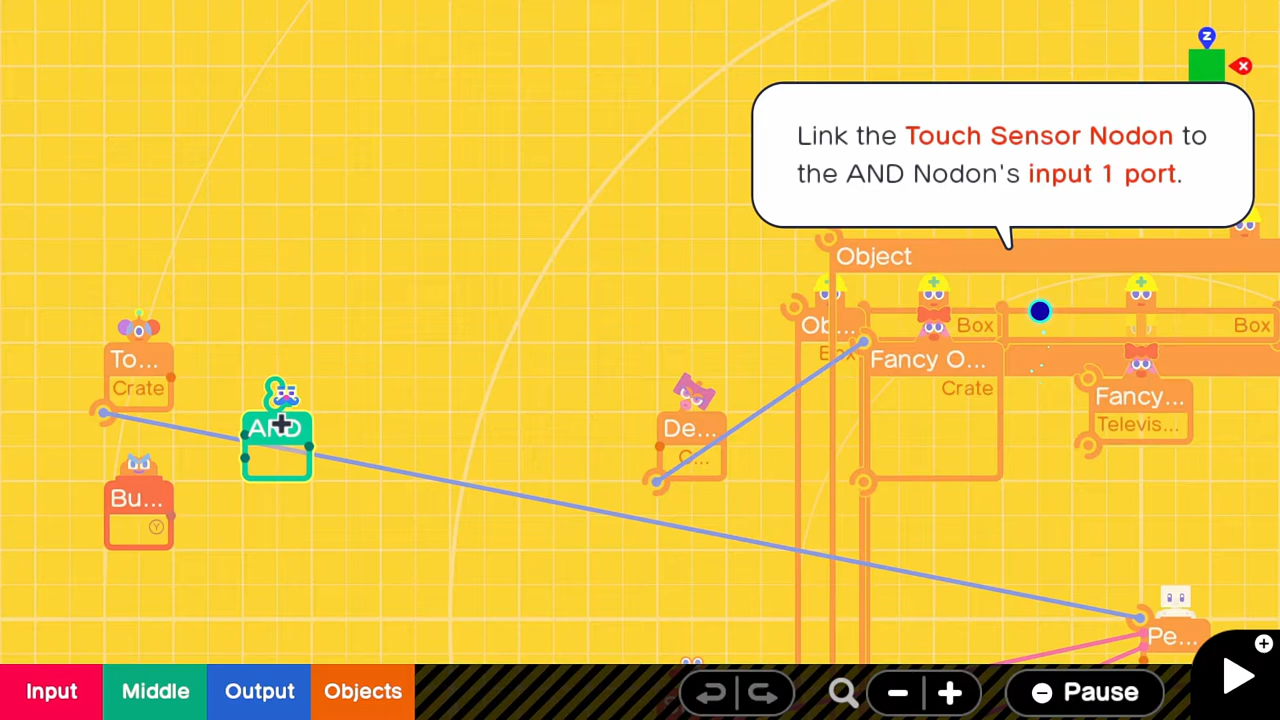 Z
X
Link the Touch Sensor Nodon to
the AND Nodon's input 1 port.
Object
Ob...
Box
Box
Box
To...
Crate
Fancy O...
Crate
Fancy...
Televis...
AND
De...
C...
Bu...
Y
Pe...
Input
Middle
Output
Objects
Pause